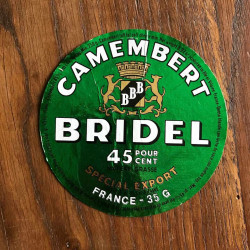 CAMEMBERT
BBB
BRIDEL
45 POUR CENT
SPECIAL EXPORT
FRANCE - 35 G